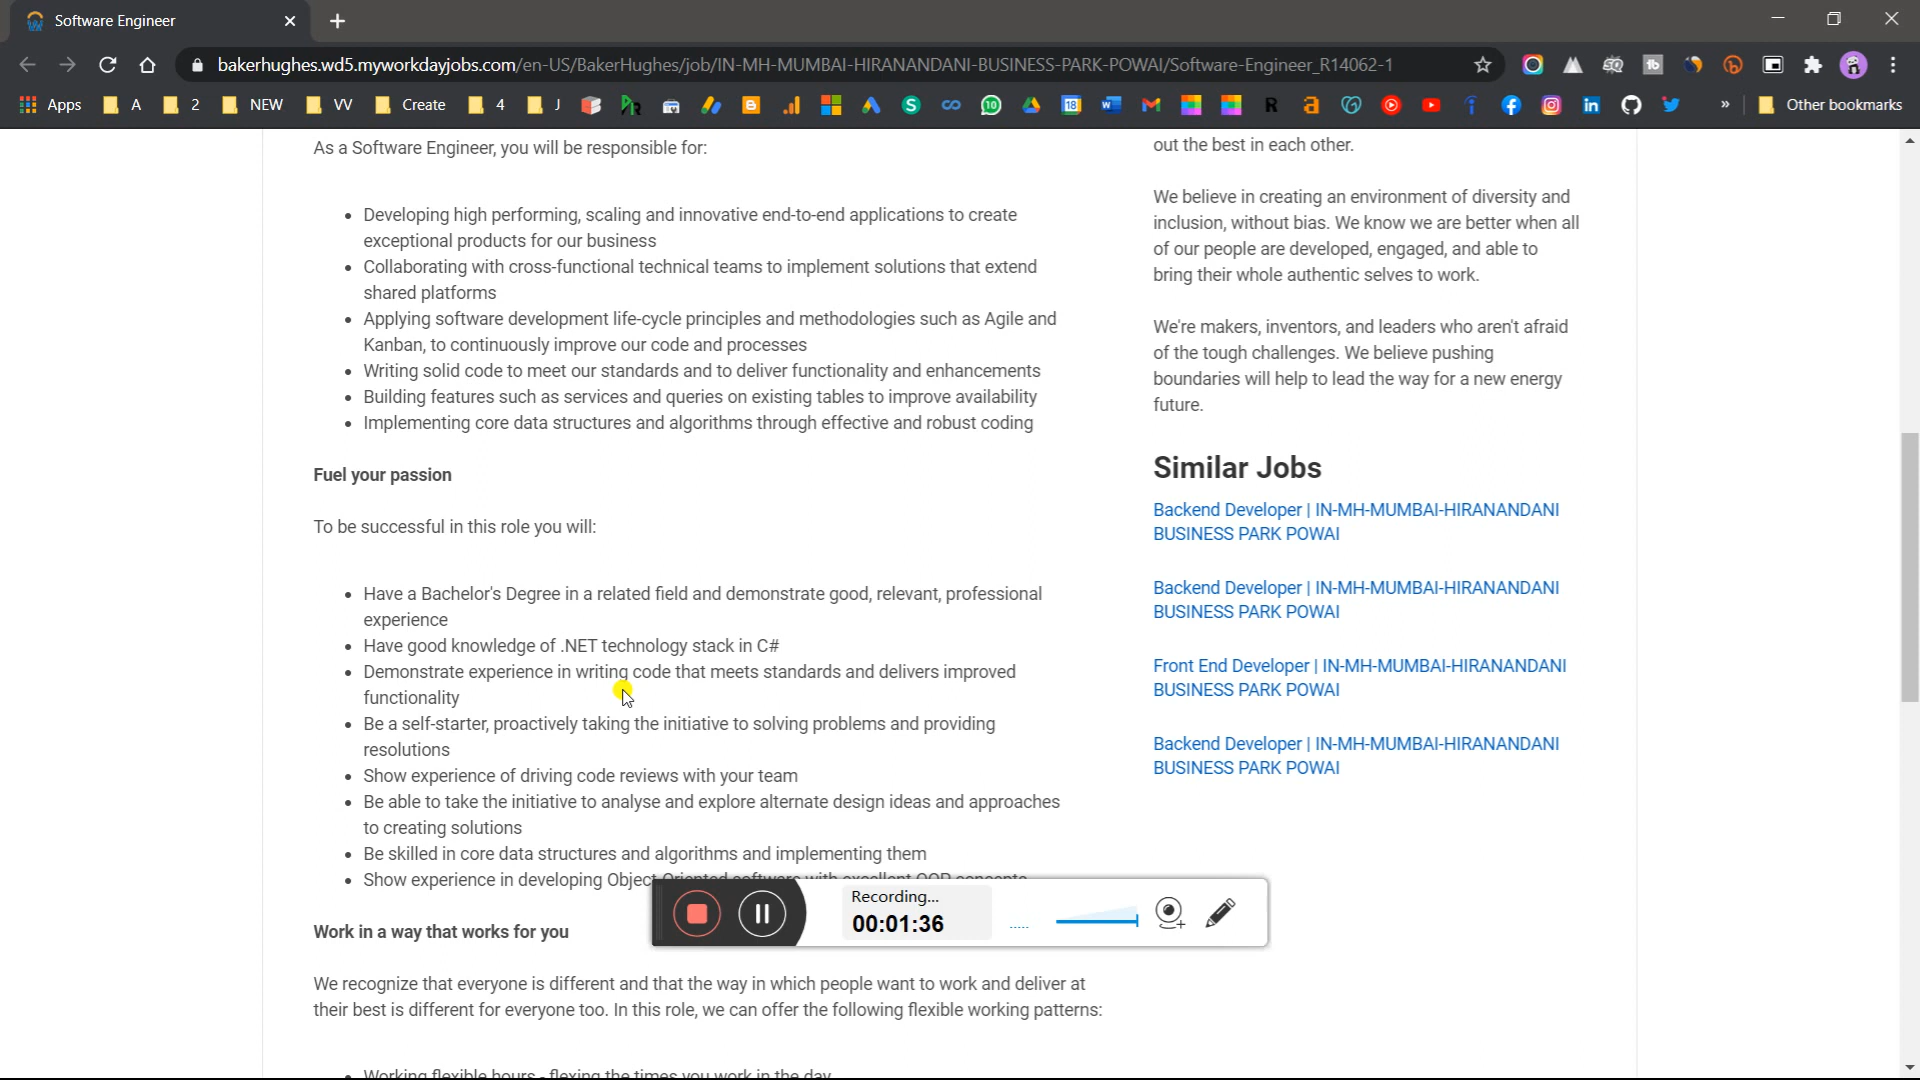 Software Engineer
bakerhughes.wd5.myworkdayjobs.com/en-US/BakerHughes/job/IN-MH-MUMBAI-HIRANANDANI-BUSINESS-PARK-POWAI/Software-Engineer_R14062-1
Apps A 2 NEW VV Create 4 J » Other bookmarks
As a Software Engineer, you will be responsible for:
• Developing high performing, scaling and innovative end-to-end applications to create
exceptional products for our business
• Collaborating with cross-functional technical teams to implement solutions that extend
shared platforms
• Applying software development life-cycle principles and methodologies such as Agile and
Kanban, to continuously improve our code and processes
• Writing solid code to meet our standards and to deliver functionality and enhancements
• Building features such as services and queries on existing tables to improve availability
• Implementing core data structures and algorithms through effective and robust coding
Fuel your passion
To be successful in this role you will:
• Have a Bachelor's Degree in a related field and demonstrate good, relevant, professional
experience
• Have good knowledge of .NET technology stack in C#
• Demonstrate experience in writing code that meets standards and delivers improved
functionality
• Be a self-starter, proactively taking the initiative to solving problems and providing
resolutions
• Show experience of driving code reviews with your team
• Be able to take the initiative to analyse and explore alternate design ideas and approaches
to creating solutions
• Be skilled in core data structures and algorithms and implementing them
• Show experience in developing Object Oriented software with excellent OOP concepts
Work in a way that works for you
We recognize that everyone is different and that the way in which people want to work and deliver at
their best is different for everyone too. In this role, we can offer the following flexible working patterns:
• Working flexible hours - flexing the times you work in the day
out the best in each other.
We believe in creating an environment of diversity and
inclusion, without bias. We know we are better when all
of our people are developed, engaged, and able to
bring their whole authentic selves to work.
We're makers, inventors, and leaders who aren't afraid
of the tough challenges. We believe pushing
boundaries will help to lead the way for a new energy
future.
Similar Jobs
Backend Developer | IN-MH-MUMBAI-HIRANANDANI
BUSINESS PARK POWAI
Backend Developer | IN-MH-MUMBAI-HIRANANDANI
BUSINESS PARK POWAI
Front End Developer | IN-MH-MUMBAI-HIRANANDANI
BUSINESS PARK POWAI
Backend Developer | IN-MH-MUMBAI-HIRANANDANI
BUSINESS PARK POWAI
Recording...
00:01:36